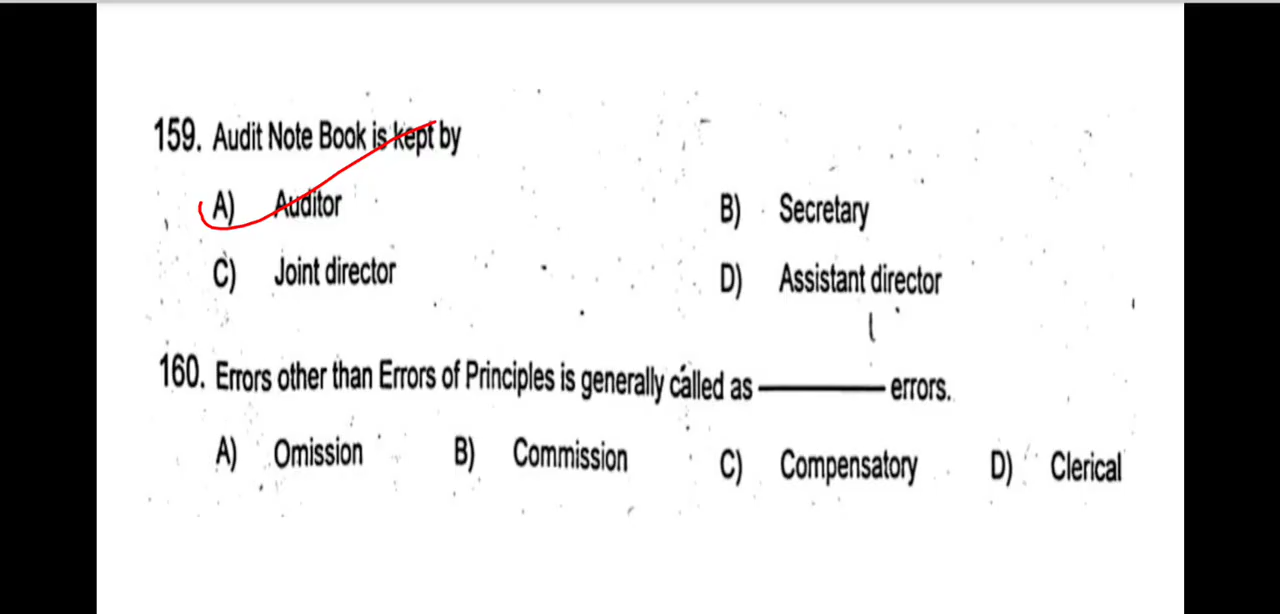 159. Audit Note Book is kept by
A) Auditor B) Secretary
C) Joint director D) Assistant director
160. Errors other than Errors of Principles is generally called as ________ errors.
A) Omission B) Commission C) Compensatory D) Clerical